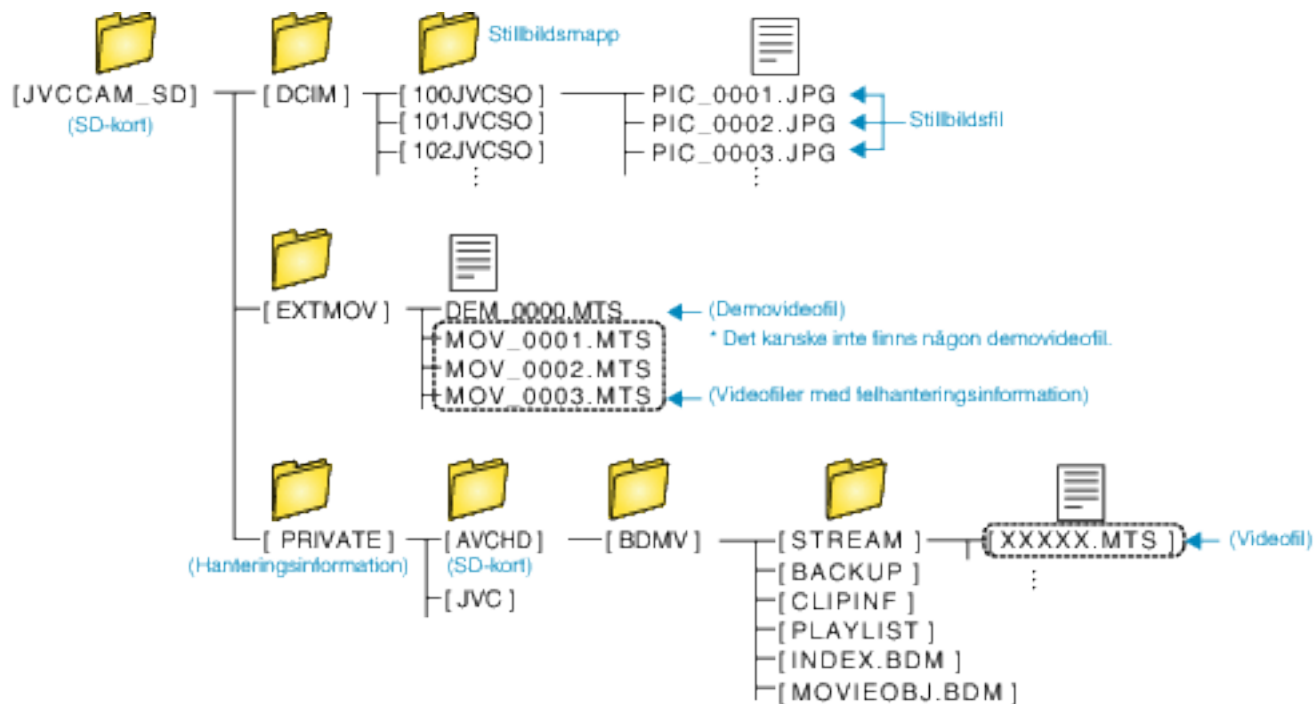 Stillbildsmapp
[JVCCAM_SD]
(SD-kort)
[DCIM]
[100JVCSO]
[101JVCSO]
[102JVCSO]
PIC_0001.JPG
PIC_0002.JPG
PIC_0003.JPG
Stillbildsfil
[EXTMOV]
DEM_0000.MTS
(Demovideofil)
* Det kanske inte finns någon demovideofil.
MOV_0001.MTS
MOV_0002.MTS
MOV_0003.MTS
(Videofiler med felhanteringsinformation)
[PRIVATE]
(Hanteringsinformation)
[AVCHD]
(SD-kort)
[JVC]
[BDMV]
[STREAM]
[BACKUP]
[CLIPINF]
[PLAYLIST]
[INDEX.BDM]
[MOVIEOBJ.BDM]
[XXXXX.MTS]
(Videofil)